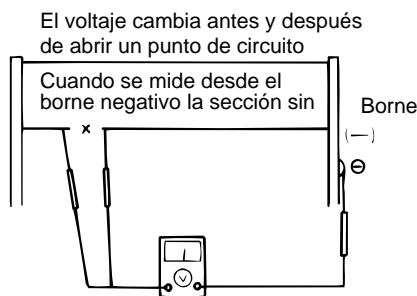 El voltaje cambia antes y después
de abrir un punto de circuito
Cuando se mide desde el
borne negativo la sección sin
Borne
(—)
⊖
x
V